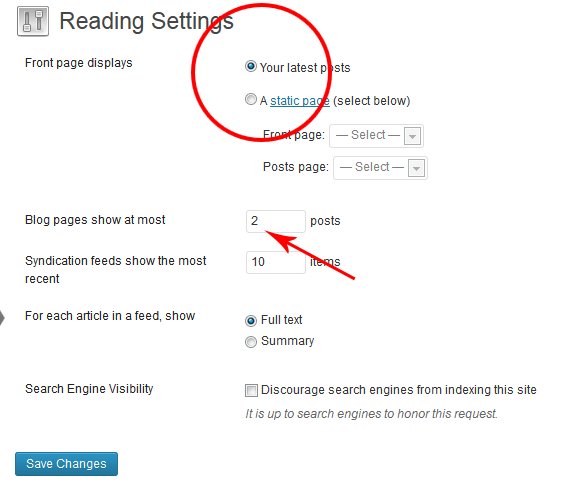 Reading Settings
Front page displays
Your latest posts
A static page (select below)
Front page: — Select —
Posts page: — Select —
Blog pages show at most 2 posts
Syndication feeds show the most
recent
10 items
For each article in a feed, show
Full text
Summary
Search Engine Visibility
Discourage search engines from indexing this site
It is up to search engines to honor this request.
Save Changes